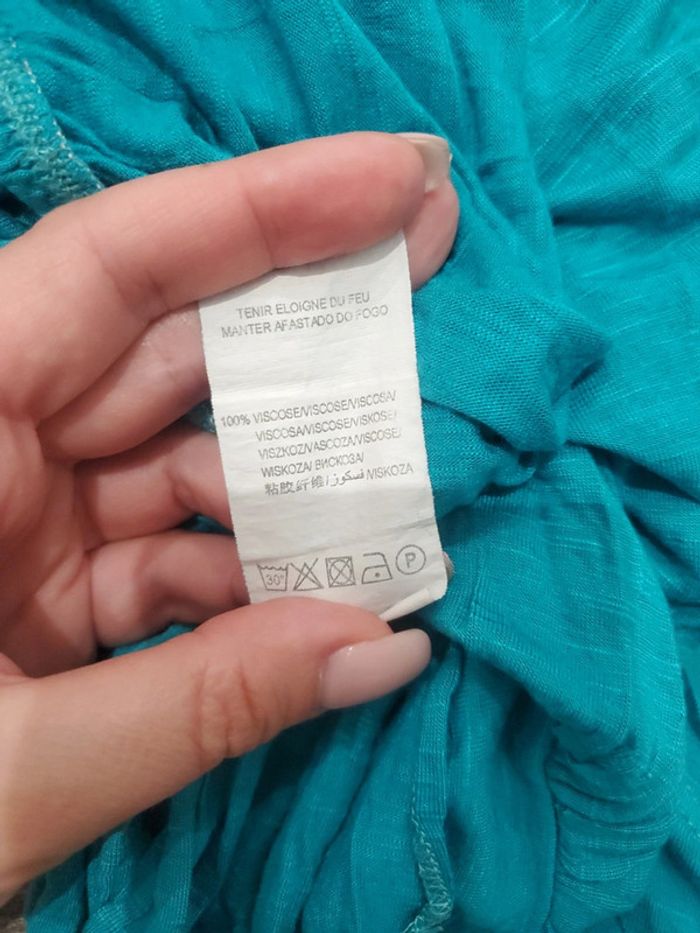 TENIR ELOIGNE DU FEU
MANTER AFASTADO DO FOGO
100% VISCOSE/VISCOSE/VISCOSA/
VISCOSA/VISCOSE/VISKOSE/
VISZKOZ/VASCOZA/VISCOSE/
WISKOZA/ ВИСКОЗА/
粘胶纤维/فسكوز/VISKOZA
30°
P